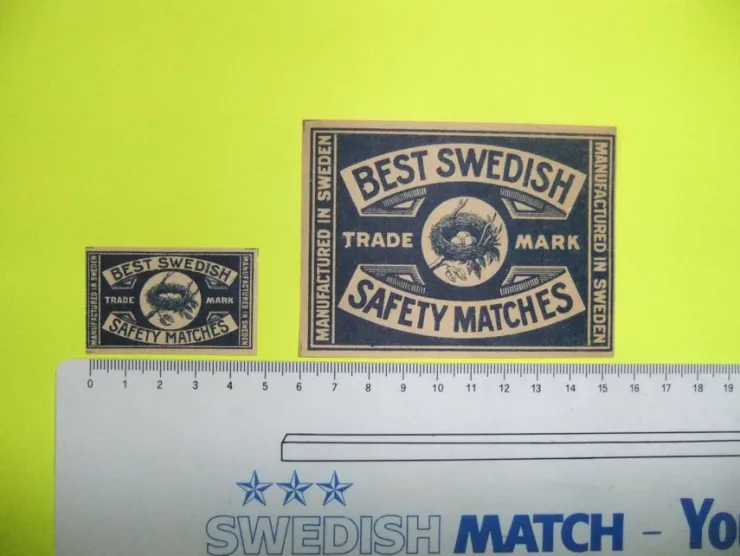 MANUFACTURED IN SWEDEN
BEST SWEDISH
TRADE MARK
SAFETY MATCHES
MANUFACTURED IN SWEDEN
MANUFACTURED IN SWEDEN
BEST SWEDISH
TRADE MARK
SAFETY MATCHES
MANUFACTURED IN SWEDEN
0 1 2 3 4 5 6 7 8 9 10 11 12 13 14 15 16 17 18 19
SWEDISH MATCH - You